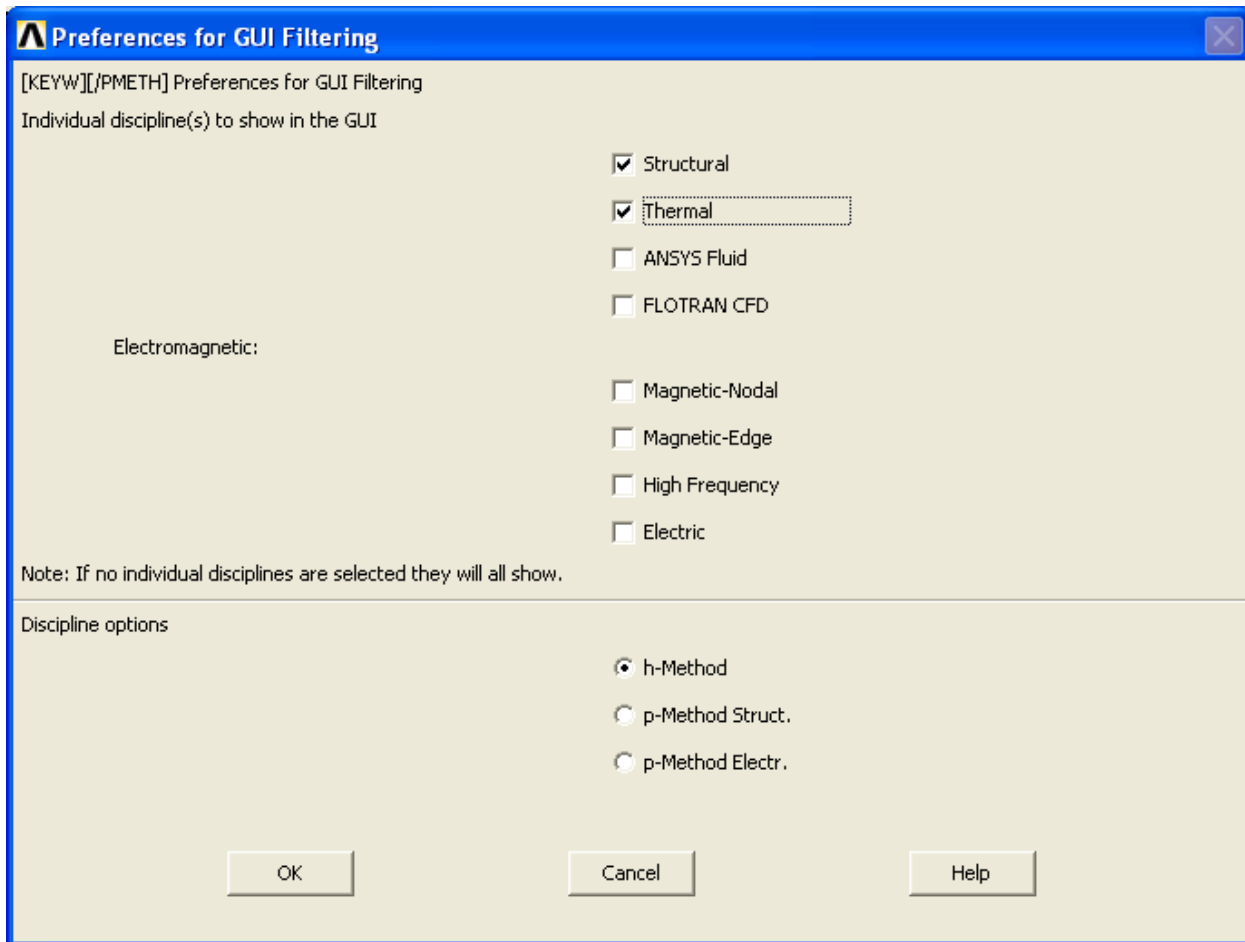 Preferences for GUI Filtering
[KEYW][/PMETH] Preferences for GUI Filtering
Individual discipline(s) to show in the GUI
Structural
Thermal
ANSYS Fluid
FLOTRAN CFD
Electromagnetic:
Magnetic-Nodal
Magnetic-Edge
High Frequency
Electric
Note: If no individual disciplines are selected they will all show.
Discipline options
h-Method
p-Method Struct.
p-Method Electr.
OK Cancel Help